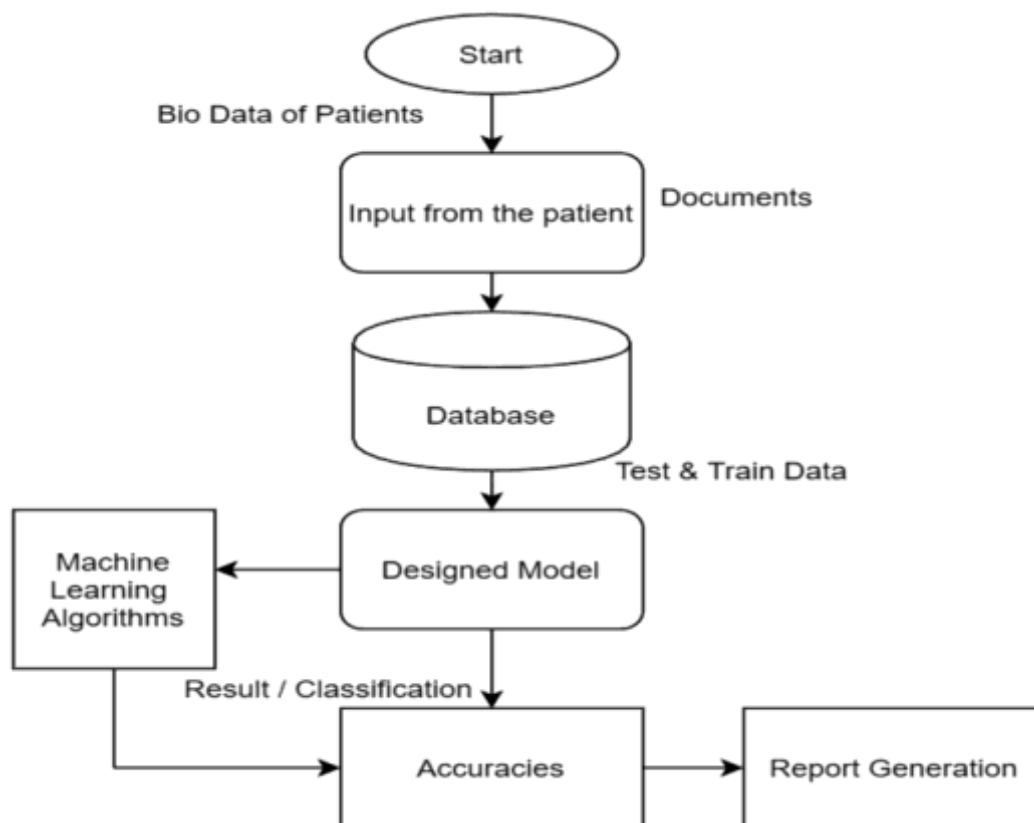 Start
Bio Data of Patients
Input from the patient
Documents
Database
Test & Train Data
Machine
Learning
Algorithms
Designed Model
Result / Classification
Accuracies
Report Generation